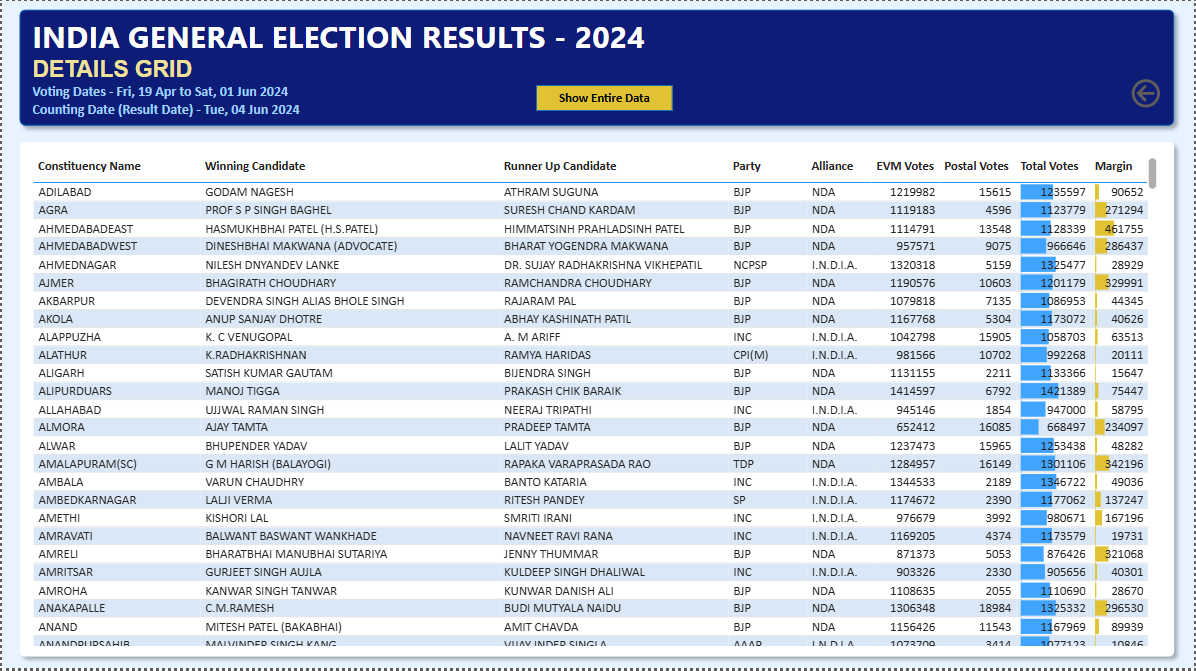 INDIA GENERAL ELECTION RESULTS - 2024
DETAILS GRID
Voting Dates - Fri, 19 Apr to Sat, 01 Jun 2024
Counting Date (Result Date) - Tue, 04 Jun 2024
Show Entire Data
Constituency Name Winning Candidate Runner Up Candidate Party Alliance EVM Votes Postal Votes Total Votes Margin
ADILABAD GODAM NAGESH ATHRAM SUGUNA BJP NDA 1219982 15615 1235597 90652
AGRA PROF S P SINGH BAGHEL SURESH CHAND KARDAM BJP NDA 1119183 4596 1123779 271294
AHMEDABADEAST HASMUKHBHAI PATEL (H.S.PATEL) HIMMATSINH PRAHLADSINH PATEL BJP NDA 1114791 13548 1128339 461755
AHMEDABADWEST DINESHBHAI MAKWANA (ADVOCATE) BHARAT YOGENDRA MAKWANA BJP NDA 957571 9075 966646 286437
AHMEDNAGAR NILESH DNYANDEV LANKE DR. SUJAY RADHAKRISHNA VIKHEPATIL NCPSP I.N.D.I.A. 1320318 5159 1325477 28929
AJMER BHAGIRATH CHOUDHARY RAMCHANDRA CHOUDHARY BJP NDA 1190576 10603 1201179 329991
AKBARPUR DEVENDRA SINGH ALIAS BHOLE SINGH RAJARAM PAL BJP NDA 1079818 7135 1086953 44345
AKOLA ANUP SANJAY DHOTRE ABHAY KASHINATH PATIL BJP NDA 1167768 5304 1173072 40626
ALAPPUZHA K. C VENUGOPAL A. M ARIFF INC I.N.D.I.A. 1042798 15905 1058703 63513
ALATHUR K.RADHAKRISHNAN RAMYA HARIDAS CPI(M) I.N.D.I.A. 981566 10702 992268 20111
ALIGARH SATISH KUMAR GAUTAM BIJENDRA SINGH BJP NDA 1131155 2211 1133366 15647
ALIPURDUARS MANOJ TIGGA PRAKASH CHIK BARAIK BJP NDA 1414597 6792 1421389 75447
ALLAHABAD UJJWAL RAMAN SINGH NEERAJ TRIPATHI INC I.N.D.I.A. 945146 1854 947000 58795
ALMORA AJAY TAMTA PRADEEP TAMTA BJP NDA 652412 16085 668497 234097
ALWAR BHUPENDER YADAV LALIT YADAV BJP NDA 1237473 15965 1253438 48282
AMALAPURAM(SC) G M HARISH (BALAYOGI) RAPAKA VARAPRASADA RAO TDP NDA 1284957 16149 1301106 342196
AMBALA VARUN CHAUDHRY BANTO KATARIA INC I.N.D.I.A. 1344533 2189 1346722 49036
AMBEDKARNAGAR LALJI VERMA RITESH PANDEY SP I.N.D.I.A. 1174672 2390 1177062 137247
AMETHI KISHORI LAL SMRITI IRANI INC I.N.D.I.A. 976679 3992 980671 167196
AMRAVATI BALWANT BASWANT WANKHADE NAVNEET RAVI RANA INC I.N.D.I.A. 1169205 4374 1173579 19731
AMRELI BHARATBHAI MANUBHAI SUTARIYA JENNY THUMMAR BJP NDA 871373 5053 876426 321068
AMRITSAR GURJEET SINGH AUJLA KULDEEP SINGH DHALIWAL INC I.N.D.I.A. 903326 2330 905656 40301
AMROHA KANWAR SINGH TANWAR KUNWAR DANISH ALI BJP NDA 1108635 2055 1110690 28670
ANAKAPALLE C.M.RAMESH BUDI MUTYALA NAIDU BJP NDA 1306348 18984 1325332 296530
ANAND MITESH PATEL (BAKABHAI) AMIT CHAVDA BJP NDA 1156426 11543 1167969 89939
ANANDPURSAHIB MALVINDER SINGH KANG VIJAY INDER SINGLA AAAP I.N.D.I.A. 1073709 3414 1077123 10846